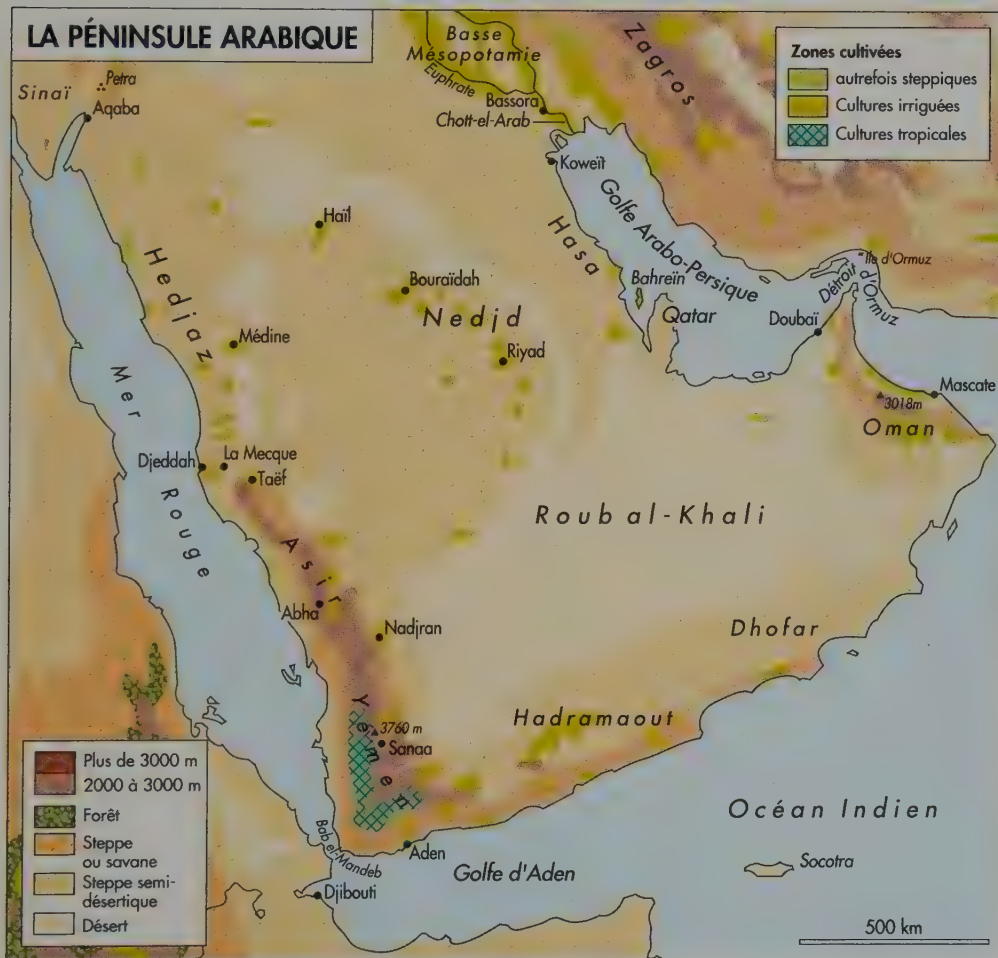 LA PÉNINSULE ARABIQUE
Basse
Mésopotamie
Euphrate
Zagros
Zones cultivées
autrefois steppiques
Cultures irriguées
Cultures tropicales
Petra
Sinaï
Aqaba
Bassora
Chott-el-Arab
Koweït
Golfe Arabo-Persique
Haïl
Hedjaz
Hasa
Ile d'Ormuz
Détroit
d'Ormuz
Bouraïdah
Bahreïn
Nedjd
Qatar
Doubaï
Médine
Riyad
Mer
Rouge
Mascate
3018m
Oman
Djeddah
La Mecque
Taëf
Roub al-Khali
Asir
Abha
Nadjran
Dhofar
Yemen
3760 m
Sanaa
Hadramaout
Plus de 3000 m
2000 à 3000 m
Forêt
Steppe
ou savane
Steppe semi-
désertique
Désert
Océan Indien
Bab el-Mandeb
Aden
Golfe d'Aden
Socotra
Djibouti
500 km